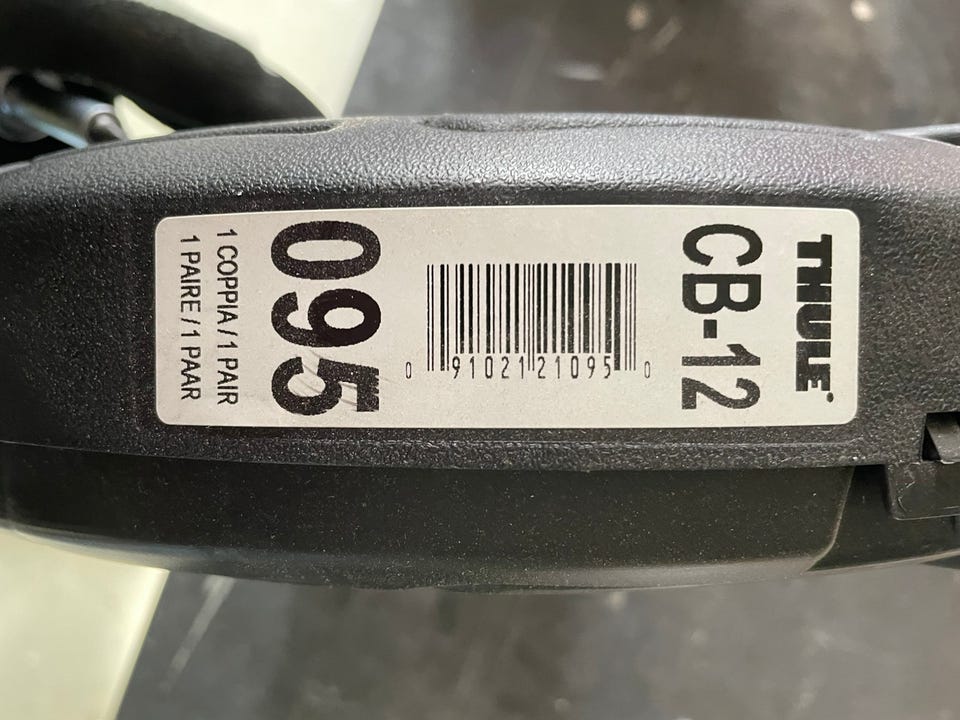 THULE
CB-12
0 91021 21095 0
095
1 COPPIA / 1 PAIR
1 PAIRE / 1 PAAR